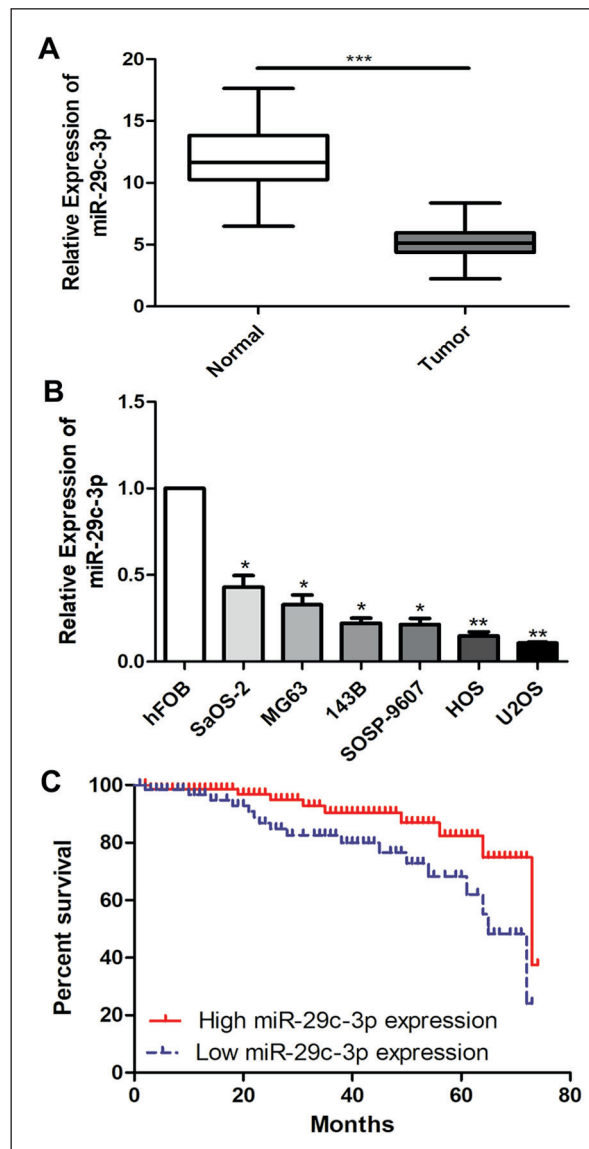 A
Relative Expression of
miR-29c-3p
20
15
10
5
0
***
Normal
Tumor
B
Relative Expression of
miR-29c-3p
1.5
1.0
0.5
0.0
*
*
*
*
**
**
hFOB
SaOS-2
MG63
143B
SOSP-9607
HOS
U2OS
C
Percent survival
100
80
60
40
20
0
High miR-29c-3p expression
Low miR-29c-3p expression
0
20
40
60
80
Months